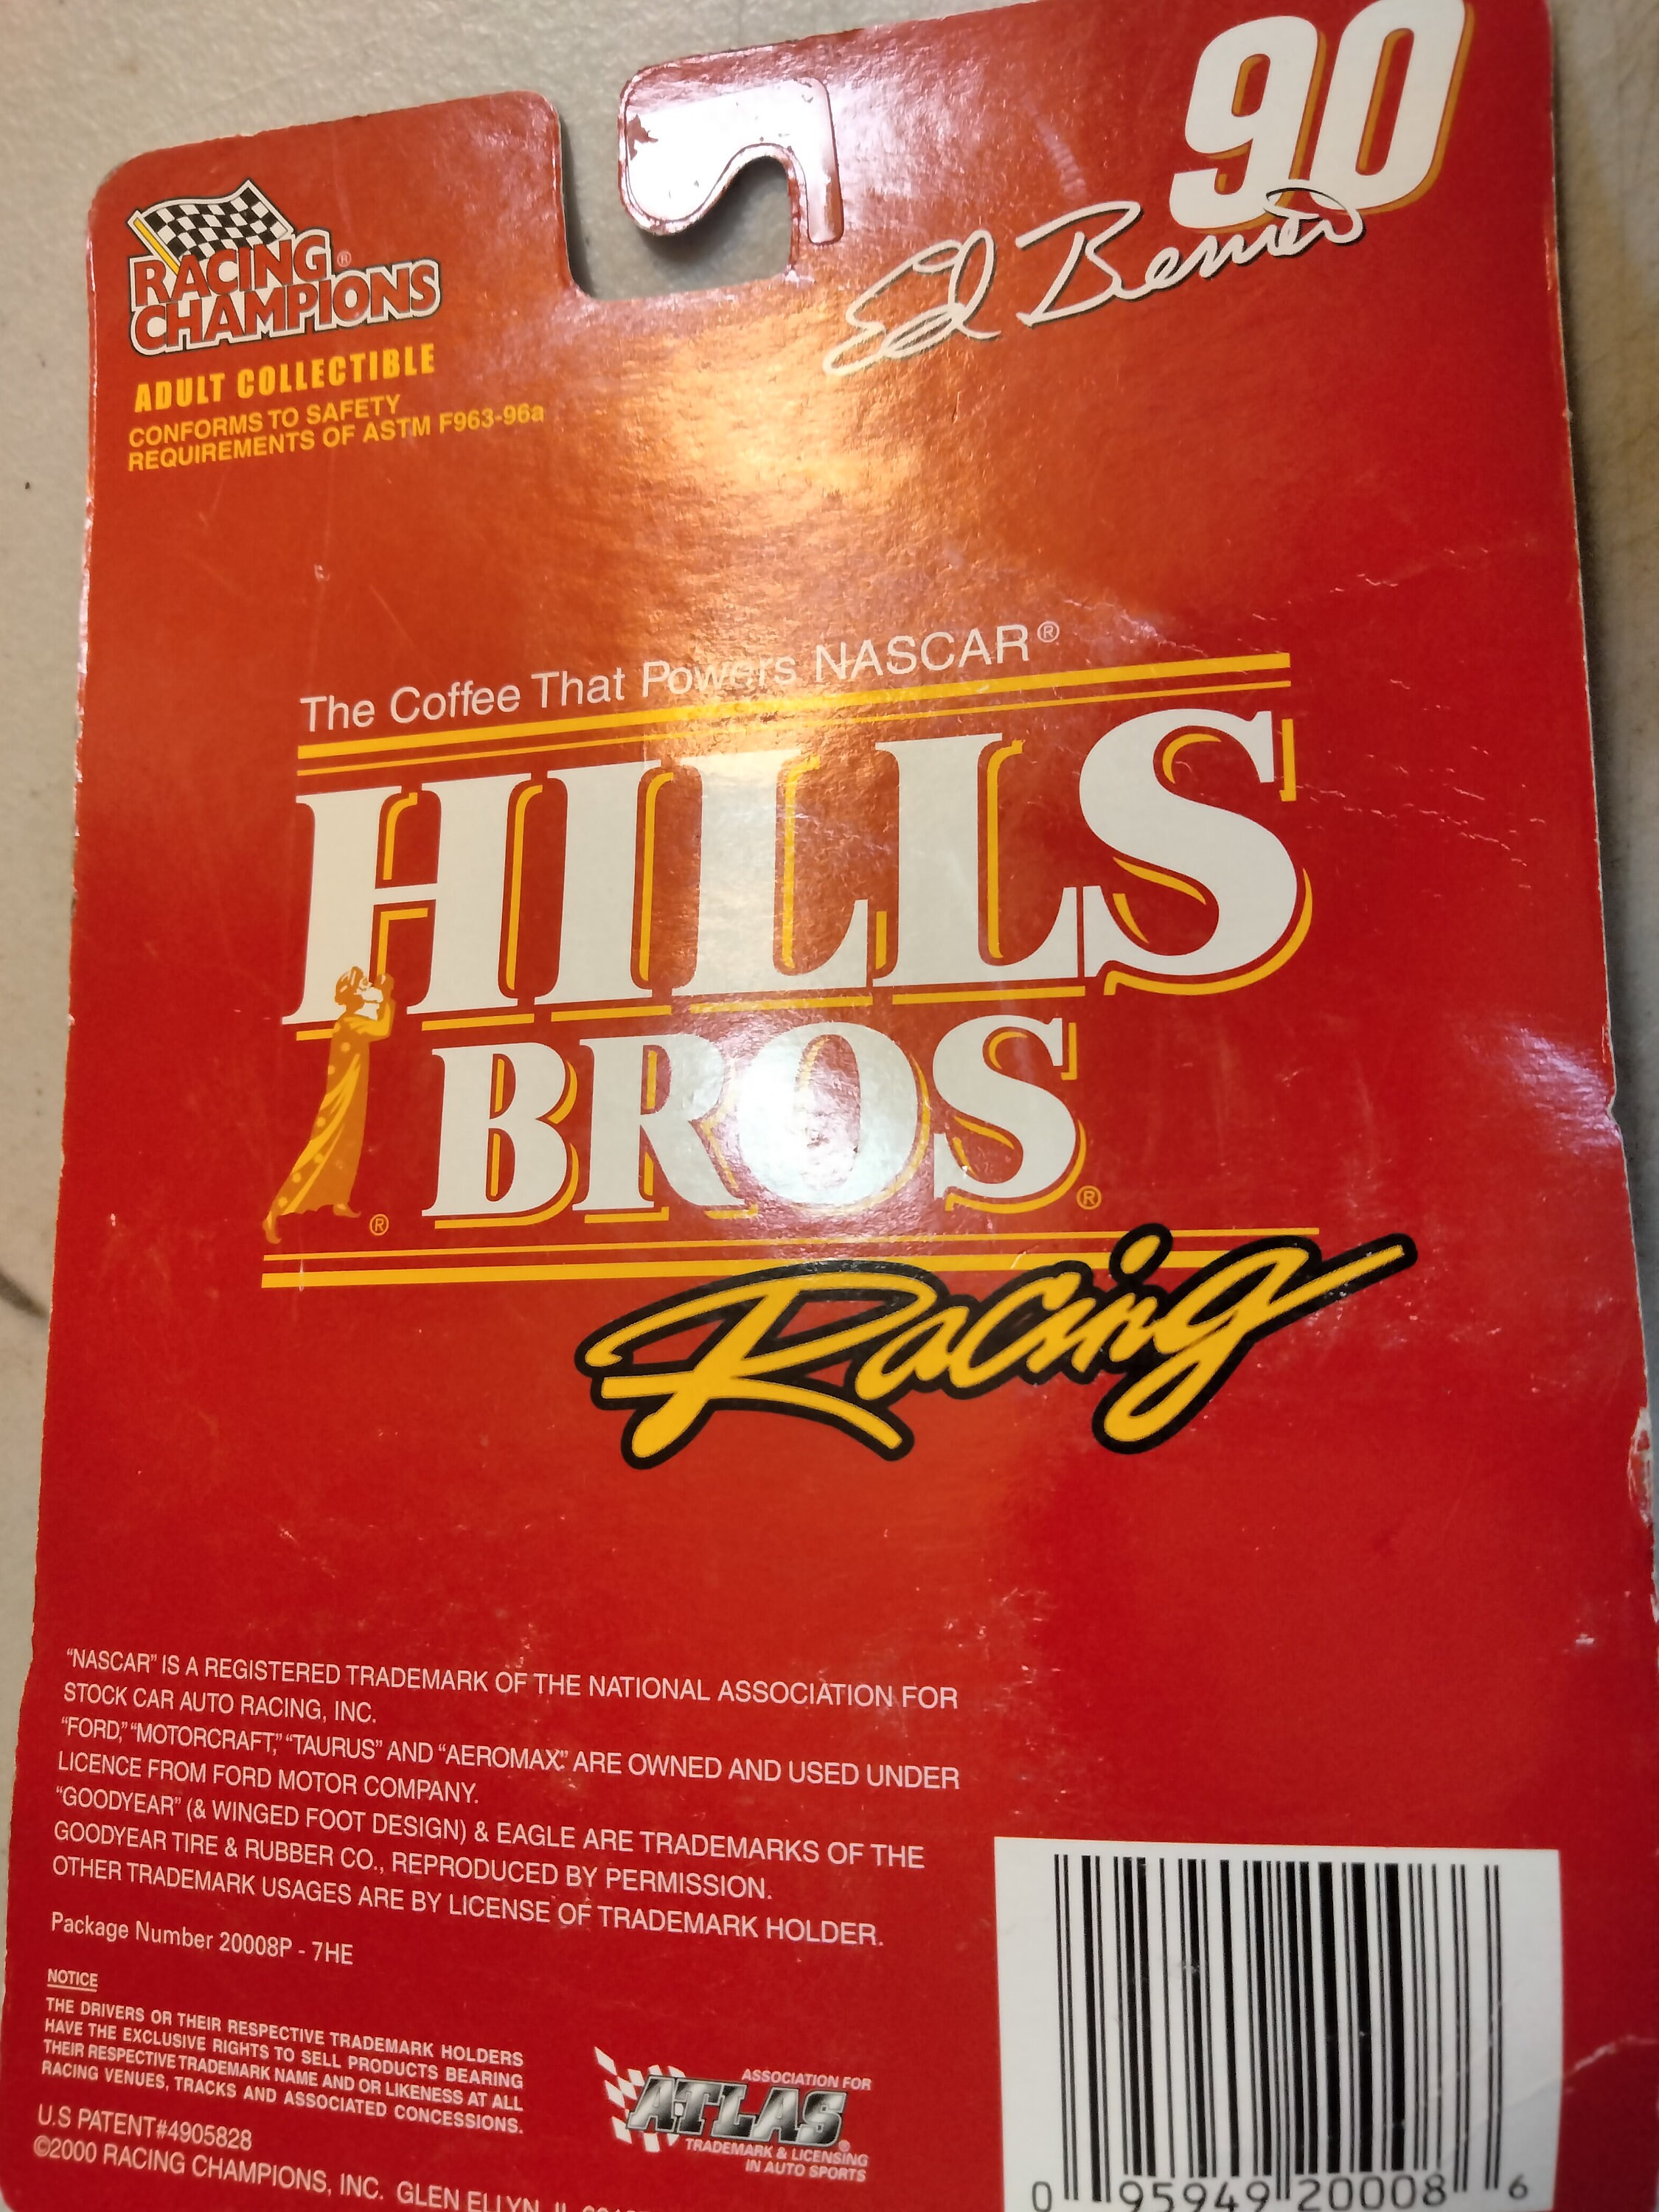 90
Ed Berrier
RACING®
CHAMPIONS
ADULT COLLECTIBLE
CONFORMS TO SAFETY
REQUIREMENTS OF ASTM F963-96a
The Coffee That Powers NASCAR®
HILLS
BROS
® ®
Racing
"NASCAR" IS A REGISTERED TRADEMARK OF THE NATIONAL ASSOCIATION FOR
STOCK CAR AUTO RACING, INC.
"FORD," "MOTORCRAFT," "TAURUS" AND "AEROMAX" ARE OWNED AND USED UNDER
LICENCE FROM FORD MOTOR COMPANY.
"GOODYEAR" (& WINGED FOOT DESIGN) & EAGLE ARE TRADEMARKS OF THE
GOODYEAR TIRE & RUBBER CO., REPRODUCED BY PERMISSION.
OTHER TRADEMARK USAGES ARE BY LICENSE OF TRADEMARK HOLDER.
Package Number 20008P - 7HE
NOTICE
THE DRIVERS OR THEIR RESPECTIVE TRADEMARK HOLDERS
HAVE THE EXCLUSIVE RIGHTS TO SELL PRODUCTS BEARING
THEIR RESPECTIVE TRADEMARK NAME AND OR LIKENESS AT ALL
RACING VENUES, TRACKS AND ASSOCIATED CONCESSIONS.
U.S PATENT#4905828
©2000 RACING CHAMPIONS, INC. GLEN ELLYN, IL
ASSOCIATION FOR
ATLAS®
TRADEMARK & LICENSING
IN AUTO SPORTS
0 95949 20008 6